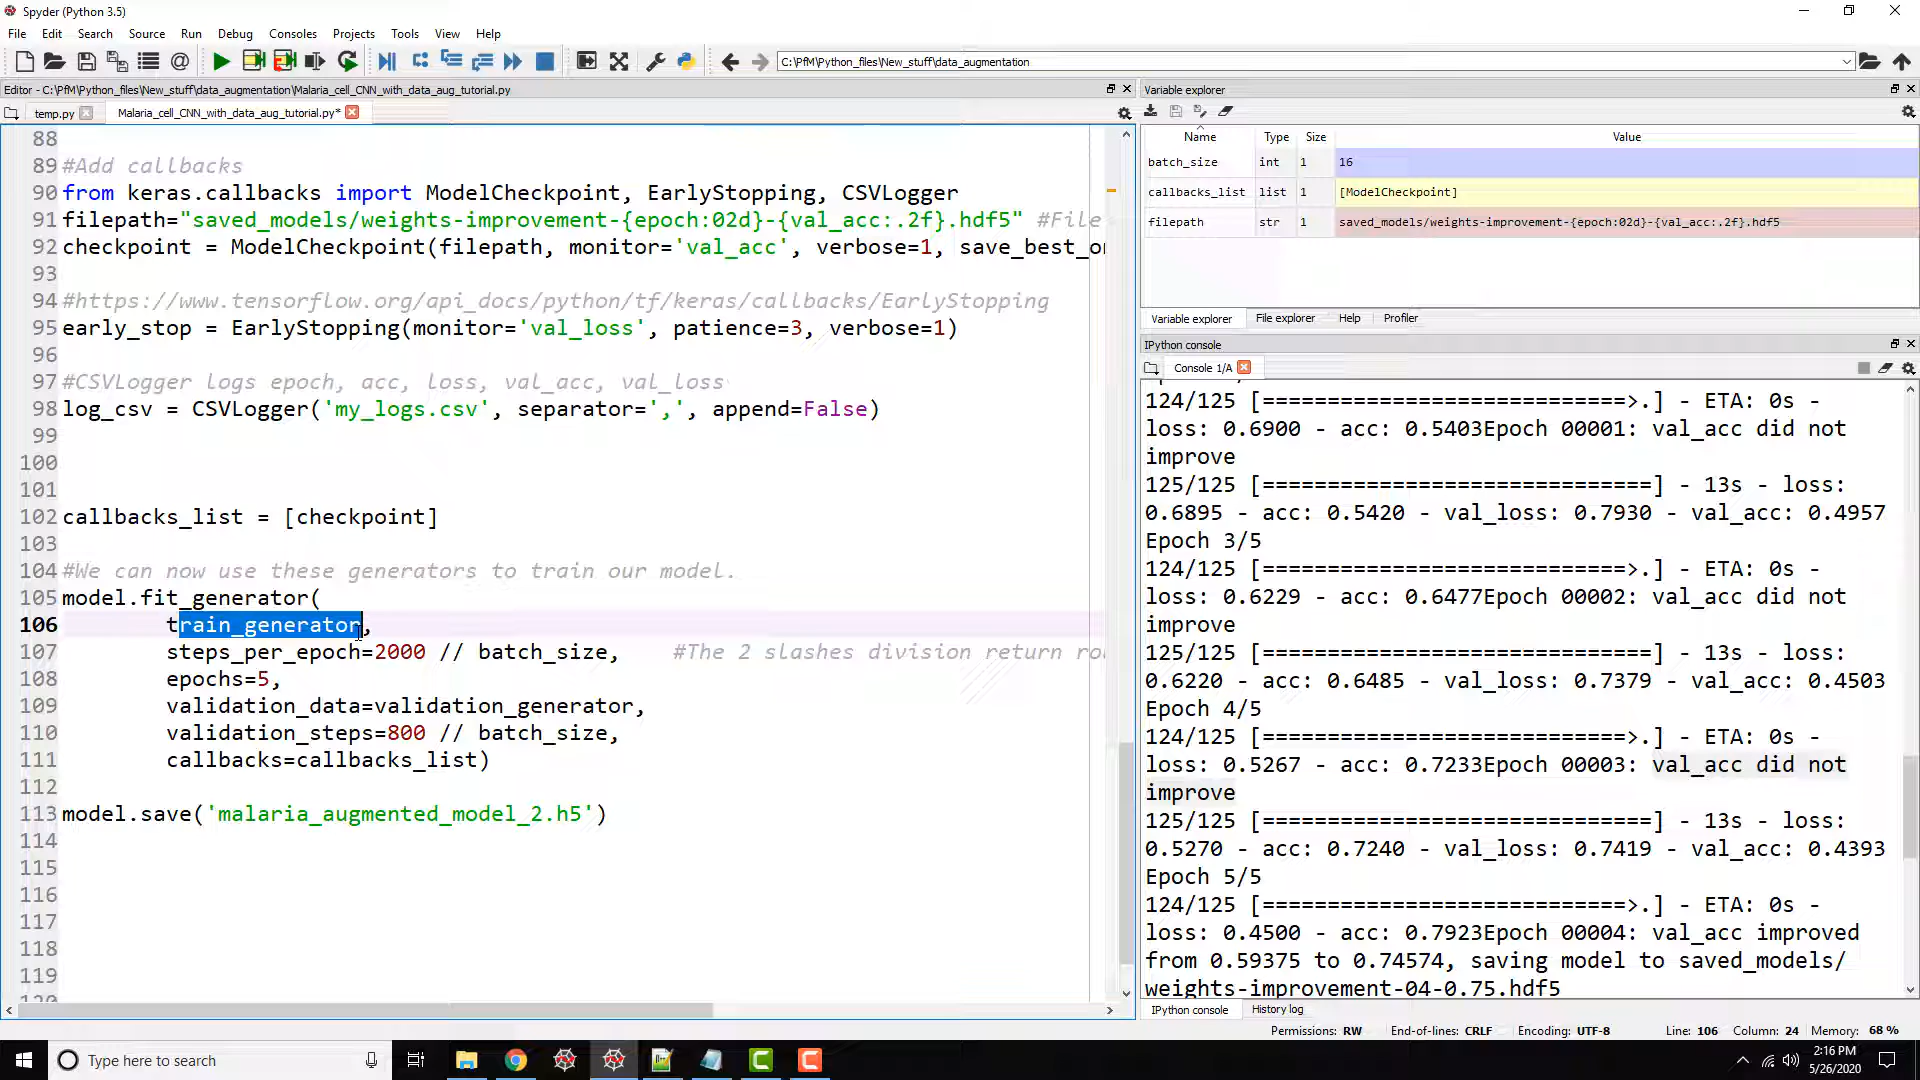 Spyder (Python 3.5)
File Edit Search Source Run Debug Consoles Projects Tools View Help
C:\PfM\Python_files\New_stuff\data_augmentation
Editor - C:\PfM\Python_files\New_stuff\data_augmentation\Malaria_cell_CNN_with_data_aug_tutorial.py
temp.py Malaria_cell_CNN_with_data_aug_tutorial.py*
88
89 #Add callbacks
90 from keras.callbacks import ModelCheckpoint, EarlyStopping, CSVLogger
91 filepath="saved_models/weights-improvement-{epoch:02d}-{val_acc:.2f}.hdf5" #File
92 checkpoint = ModelCheckpoint(filepath, monitor='val_acc', verbose=1, save_best_on
93
94 #https://www.tensorflow.org/api_docs/python/tf/keras/callbacks/EarlyStopping
95 early_stop = EarlyStopping(monitor='val_loss', patience=3, verbose=1)
96
97 #CSVLogger logs epoch, acc, loss, val_acc, val_loss
98 log_csv = CSVLogger('my_logs.csv', separator=',', append=False)
99
100
101
102 callbacks_list = [checkpoint]
103
104 #We can now use these generators to train our model.
105 model.fit_generator(
106 train_generator,
107 steps_per_epoch=2000 // batch_size, #The 2 slashes division return rou
108 epochs=5,
109 validation_data=validation_generator,
110 validation_steps=800 // batch_size,
111 callbacks=callbacks_list)
112
113 model.save('malaria_augmented_model_2.h5')
114
115
116
117
118
119
120
Variable explorer
Name Type Size Value
batch_size int 1 16
callbacks_list list 1 [ModelCheckpoint]
filepath str 1 saved_models/weights-improvement-{epoch:02d}-{val_acc:.2f}.hdf5
Variable explorer File explorer Help Profiler
IPython console
Console 1/A
124/125 [============================>.] - ETA: 0s -
loss: 0.6900 - acc: 0.5403Epoch 00001: val_acc did not
improve
125/125 [==============================] - 13s - loss:
0.6895 - acc: 0.5420 - val_loss: 0.7930 - val_acc: 0.4957
Epoch 3/5
124/125 [============================>.] - ETA: 0s -
loss: 0.6229 - acc: 0.6477Epoch 00002: val_acc did not
improve
125/125 [==============================] - 13s - loss:
0.6220 - acc: 0.6485 - val_loss: 0.7379 - val_acc: 0.4503
Epoch 4/5
124/125 [============================>.] - ETA: 0s -
loss: 0.5267 - acc: 0.7233Epoch 00003: val_acc did not
improve
125/125 [==============================] - 13s - loss:
0.5270 - acc: 0.7240 - val_loss: 0.7419 - val_acc: 0.4393
Epoch 5/5
124/125 [============================>.] - ETA: 0s -
loss: 0.4500 - acc: 0.7923Epoch 00004: val_acc improved
from 0.59375 to 0.74574, saving model to saved_models/
weights-improvement-04-0.75.hdf5
IPython console History log
Permissions: RW End-of-lines: CRLF Encoding: UTF-8 Line: 106 Column: 24 Memory: 68 %
Type here to search
2:16 PM
5/26/2020